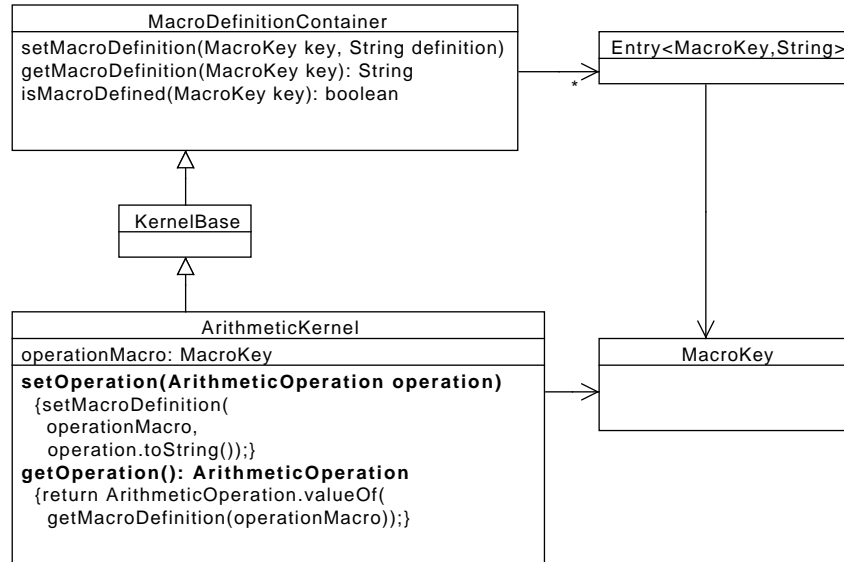 MacroDefinitionContainer
setMacroDefinition(MacroKey key, String definition)
getMacroDefinition(MacroKey key): String
isMacroDefined(MacroKey key): boolean
Entry<MacroKey,String>
*
KernelBase
ArithmeticKernel
operationMacro: MacroKey
setOperation(ArithmeticOperation operation)
{setMacroDefinition(
operationMacro,
operation.toString());}
getOperation(): ArithmeticOperation
{return ArithmeticOperation.valueOf(
getMacroDefinition(operationMacro));}
MacroKey